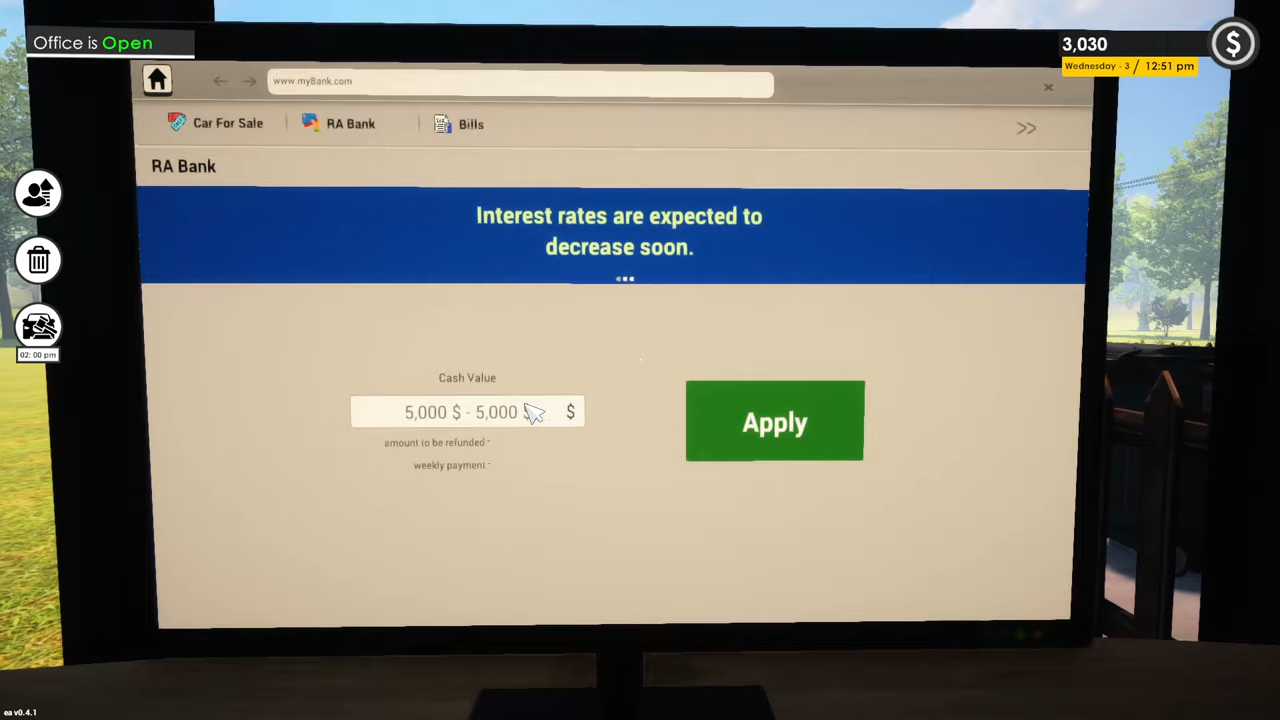 Office is Open
3,030
$
Wednesday - 3 / 12:51 pm
www.myBank.com
Car For Sale
RA Bank
Bills
>>
RA Bank
Interest rates are expected to
decrease soon.
Cash Value
5,000 $ - 5,000 $
$
amount to be refunded -
weekly payment -
Apply
02: 00 pm
ea v0.4.1